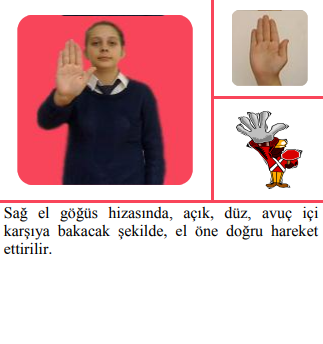 Sağ el göğüs hizasında, açık, düz, avuç içi
karşıya bakacak şekilde, el öne doğru hareket
ettirilir.